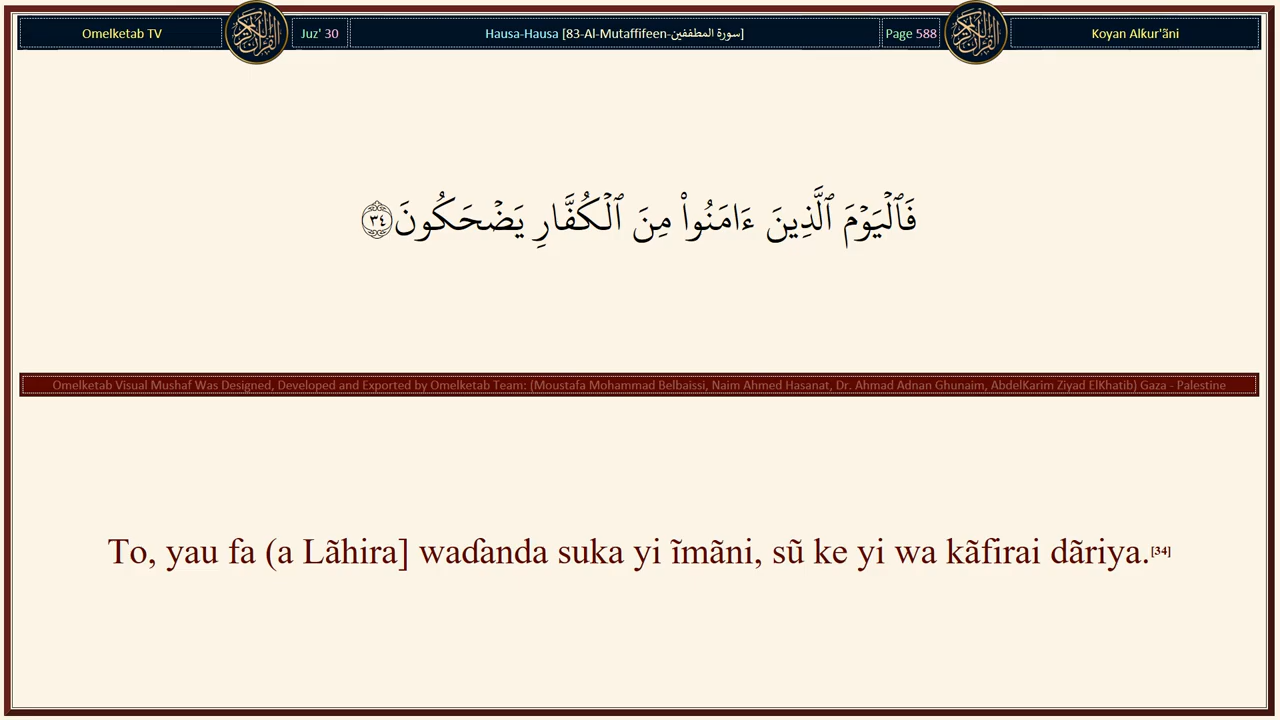 Omelketab TV
Juz' 30
Hausa-Hausa [83-Al-Mutaffifeen-سورة المطففين]
Page 588
Koyan Alƙur'ãni
فَٱلۡيَوۡمَ ٱلَّذِينَ ءَامَنُواْ مِنَ ٱلۡكُفَّارِ يَضۡحَكُونَ ٣٤
Omelketab Visual Mushaf Was Designed, Developed and Exported by Omelketab Team: (Moustafa Mohammad Belbaissi, Naim Ahmed Hasanat, Dr. Ahmad Adnan Ghunaim, AbdelKarim Ziyad ElKhatib) Gaza - Palestine
To, yau fa (a Lãhira] waɗanda suka yi ĩmãni, sũ ke yi wa kãfirai dãriya.[34]